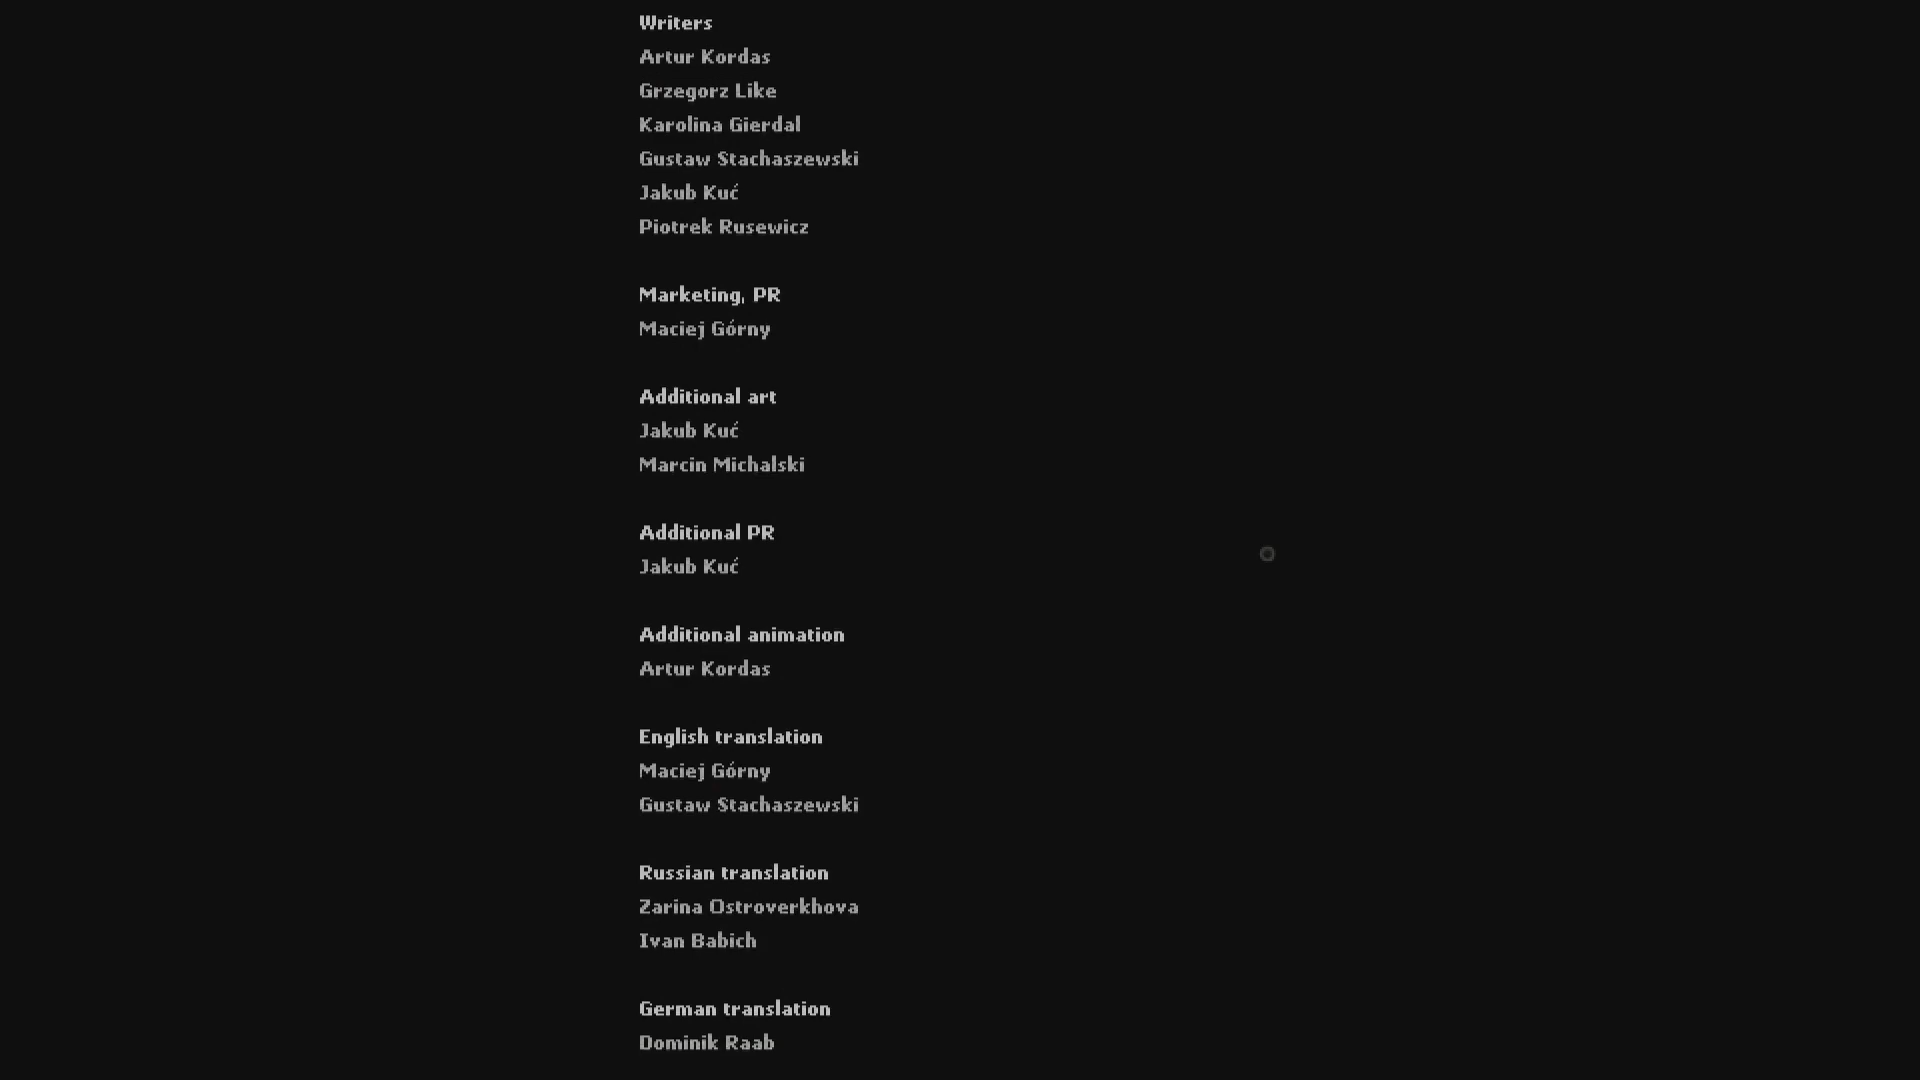 Writers
Artur Kordas
Grzegorz Like
Karolina Gierdal
Gustaw Stachaszewski
Jakub Kuć
Piotrek Rusewicz
Marketing, PR
Maciej Górny
Additional art
Jakub Kuć
Marcin Michalski
Additional PR
Jakub Kuć
Additional animation
Artur Kordas
English translation
Maciej Górny
Gustaw Stachaszewski
Russian translation
Zarina Ostroverkhova
Ivan Babich
German translation
Dominik Raab